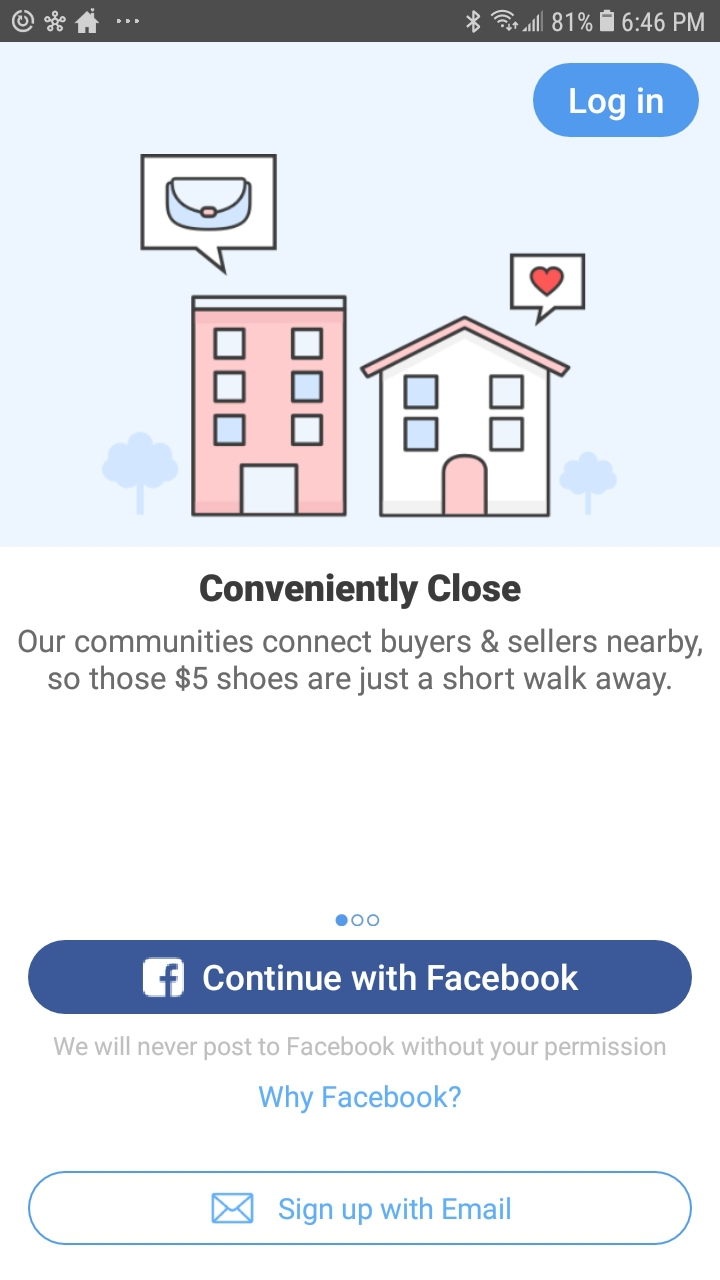 81% 6:46 PM
Log in
Conveniently Close
Our communities connect buyers & sellers nearby,
so those $5 shoes are just a short walk away.
Continue with Facebook
We will never post to Facebook without your permission
Why Facebook?
Sign up with Email